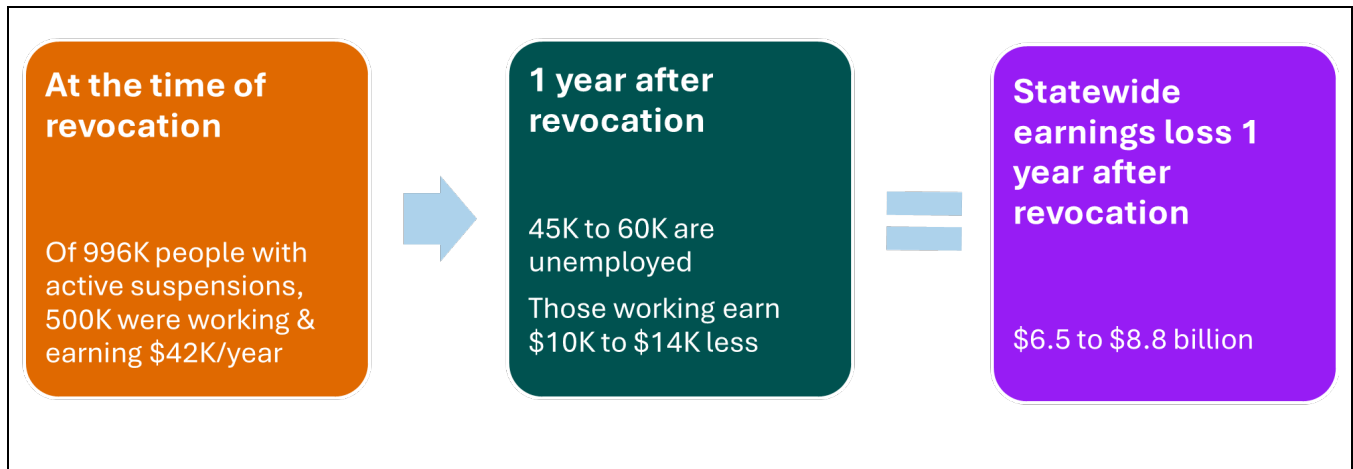 At the time of
revocation
Of 996K people with
active suspensions,
500K were working &
earning $42K/year
1 year after
revocation
45K to 60K are
unemployed
Those working earn
$10K to $14K less
Statewide
earnings loss 1
year after
revocation
$6.5 to $8.8 billion